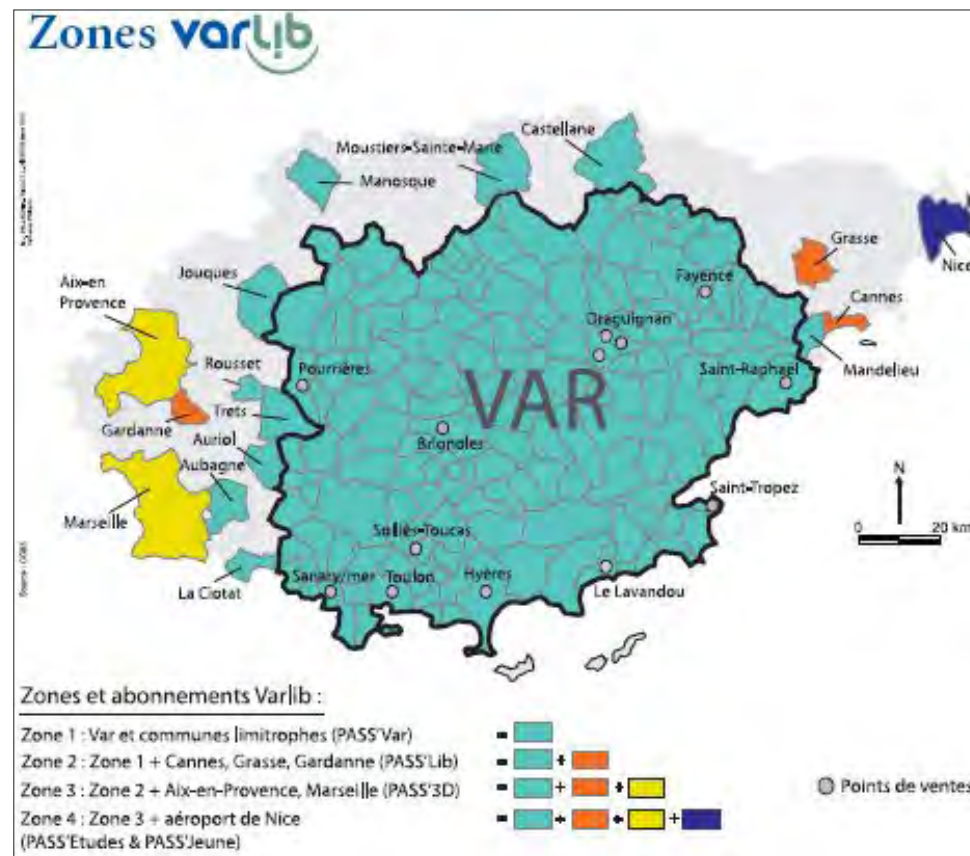 Zones varlib
Castellane
Moustiers-Sainte-Marie
Manosque
Grasse
Nice
Jouques
Fayence
Aix-en
Provence
Cannes
Draguignan
Rousset
Pourrières
Saint-Raphaël
Mandelieu
VAR
Trets
Gardanne
Auriol
Brignoles
Aubagne
Saint-Tropez
N
Marseille
Solliès-Toucas
0 20 km
La Ciotat
Sanary/mer
Toulon
Hyères
Le Lavandou
Zones et abonnements Varlib :
Zone 1 : Var et communes limitrophes (PASS'Var) =
Zone 2 : Zone 1 + Cannes, Grasse, Gardanne (PASS'Lib) = +
Zone 3 : Zone 2 + Aix-en-Provence, Marseille (PASS'3D) = + +
Points de ventes
Zone 4 : Zone 3 + aéroport de Nice = + + +
(PASS'Etudes & PASS'Jeune)